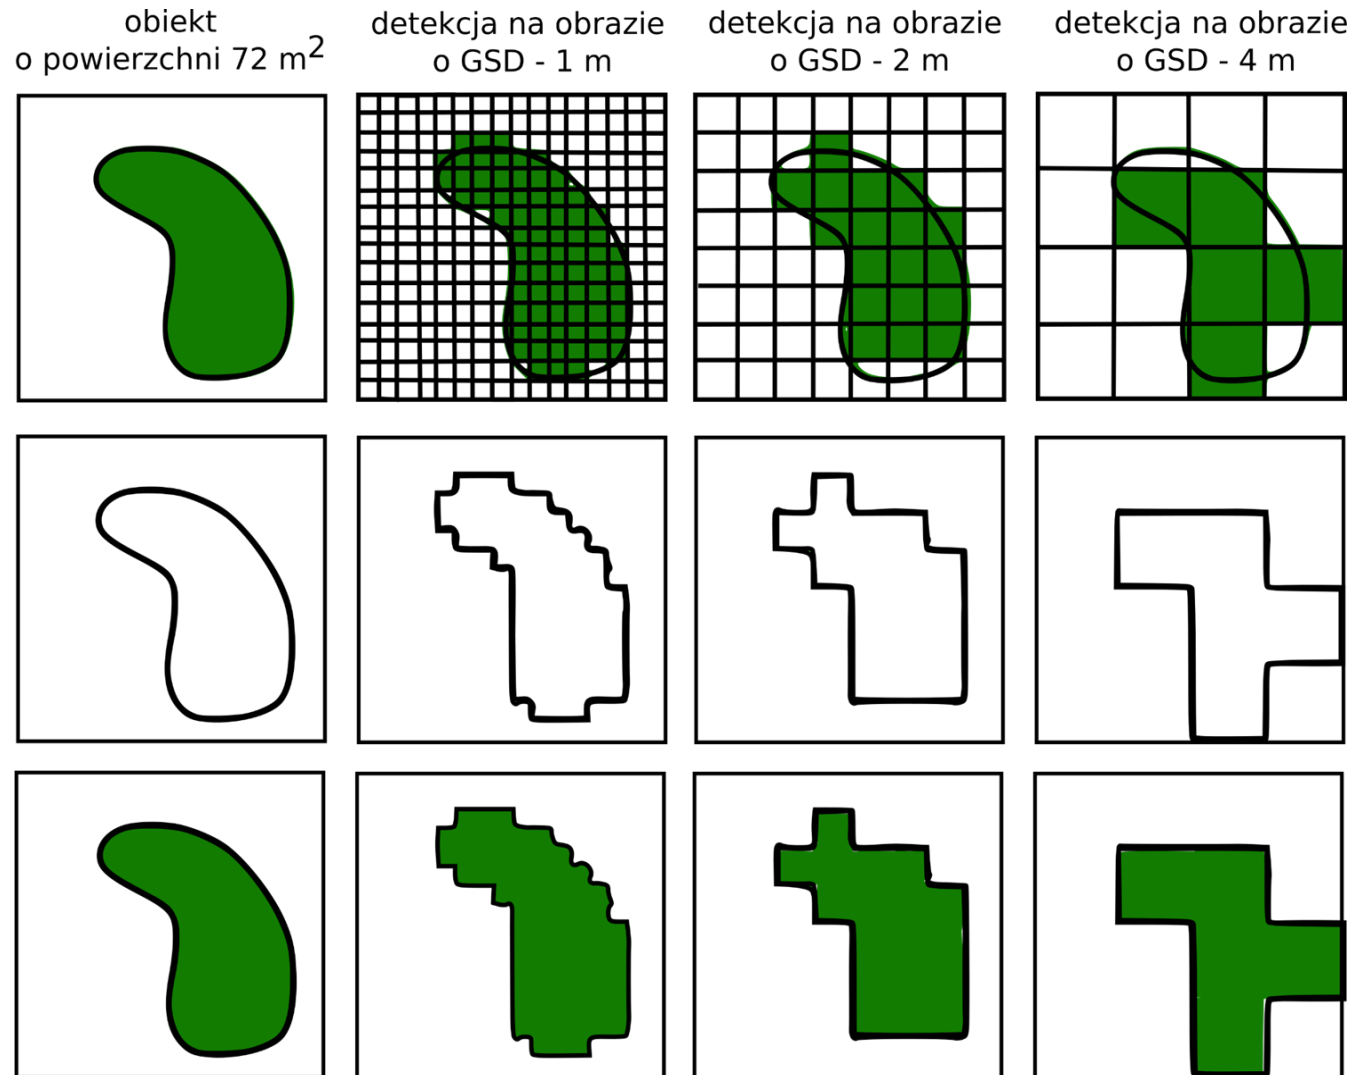 obiekt
o powierzchni 72 m²
detekcja na obrazie
o GSD - 1 m
detekcja na obrazie
o GSD - 2 m
detekcja na obrazie
o GSD - 4 m